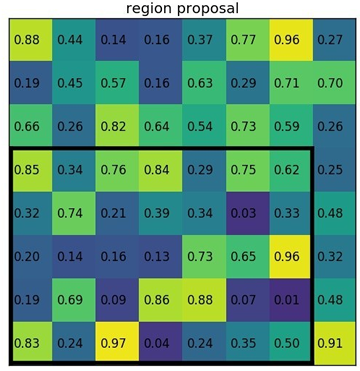 region proposal
0.88 0.44 0.14 0.16 0.37 0.77 0.96 0.27
0.19 0.45 0.57 0.16 0.63 0.29 0.71 0.70
0.66 0.26 0.82 0.64 0.54 0.73 0.59 0.26
0.85 0.34 0.76 0.84 0.29 0.75 0.62 0.25
0.32 0.74 0.21 0.39 0.34 0.03 0.33 0.48
0.20 0.14 0.16 0.13 0.73 0.65 0.96 0.32
0.19 0.69 0.09 0.86 0.88 0.07 0.01 0.48
0.83 0.24 0.97 0.04 0.24 0.35 0.50 0.91